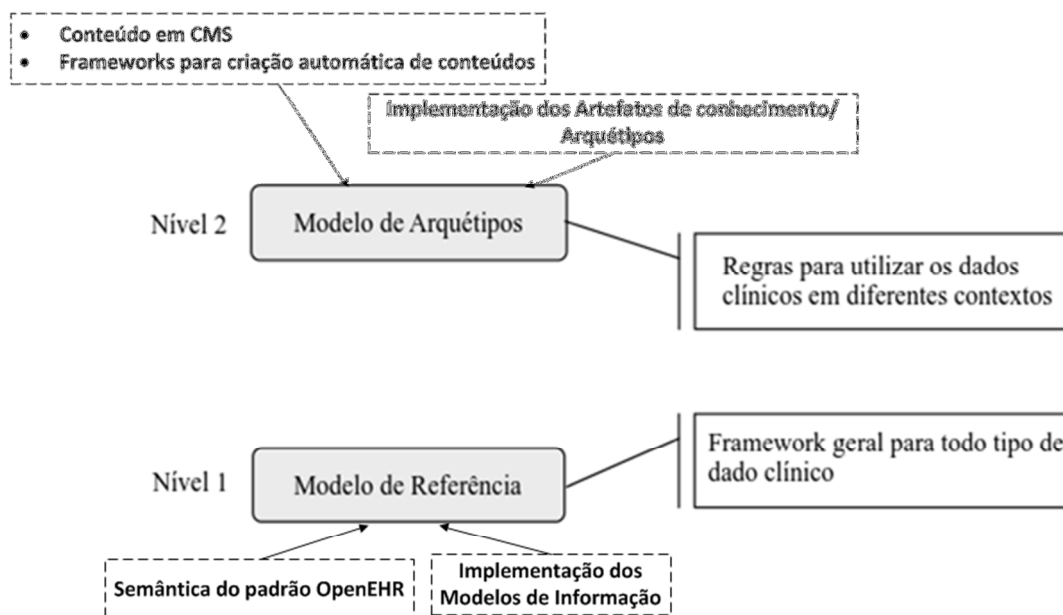 • Conteúdo em CMS
• Frameworks para criação automática de conteúdos
Implementação dos Artefatos de conhecimento/
Arquétipos
Nível 2
Modelo de Arquétipos
Regras para utilizar os dados
clínicos em diferentes contextos
Framework geral para todo tipo de
dado clínico
Nível 1
Modelo de Referência
Semântica do padrão OpenEHR
Implementação dos
Modelos de Informação